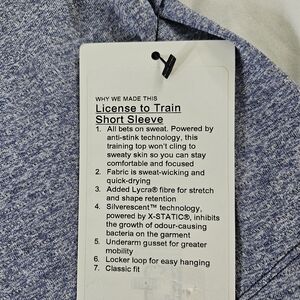 WHY WE MADE THIS
License to Train
Short Sleeve
1. All bets on sweat. Powered by
anti-stink technology, this
training top won't cling to
sweaty skin so you can stay
comfortable and focused
2. Fabric is sweat-wicking and
quick-drying
3. Added Lycra® fibre for stretch
and shape retention
4. Silverescent™ technology,
powered by X-STATIC®, inhibits
the growth of odour-causing
bacteria on the garment
5. Underarm gusset for greater
mobility
6. Locker loop for easy hanging
7. Classic fit